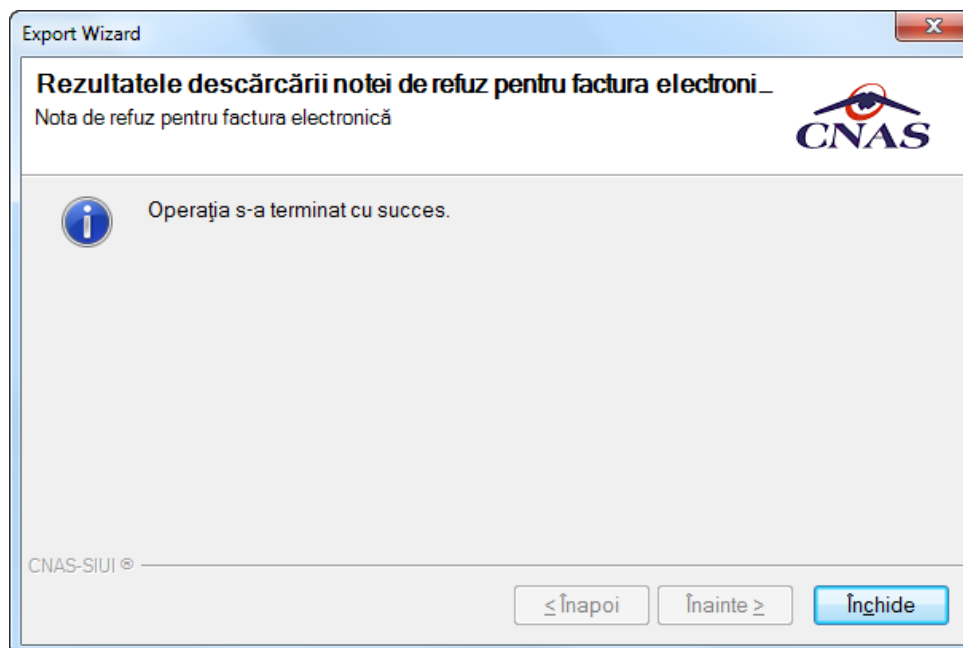 Export Wizard
Rezultatele descărcării notei de refuz pentru factura electroni_
Nota de refuz pentru factura electronică
CNAS
Operaţia s-a terminat cu succes.
CNAS-SIUI ®
< Înapoi
Înainte >
Închide